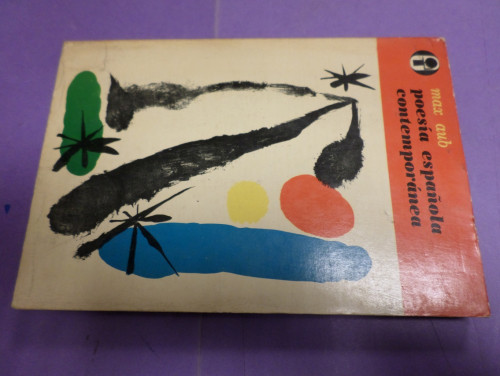 max aub
poesía española
contemporánea